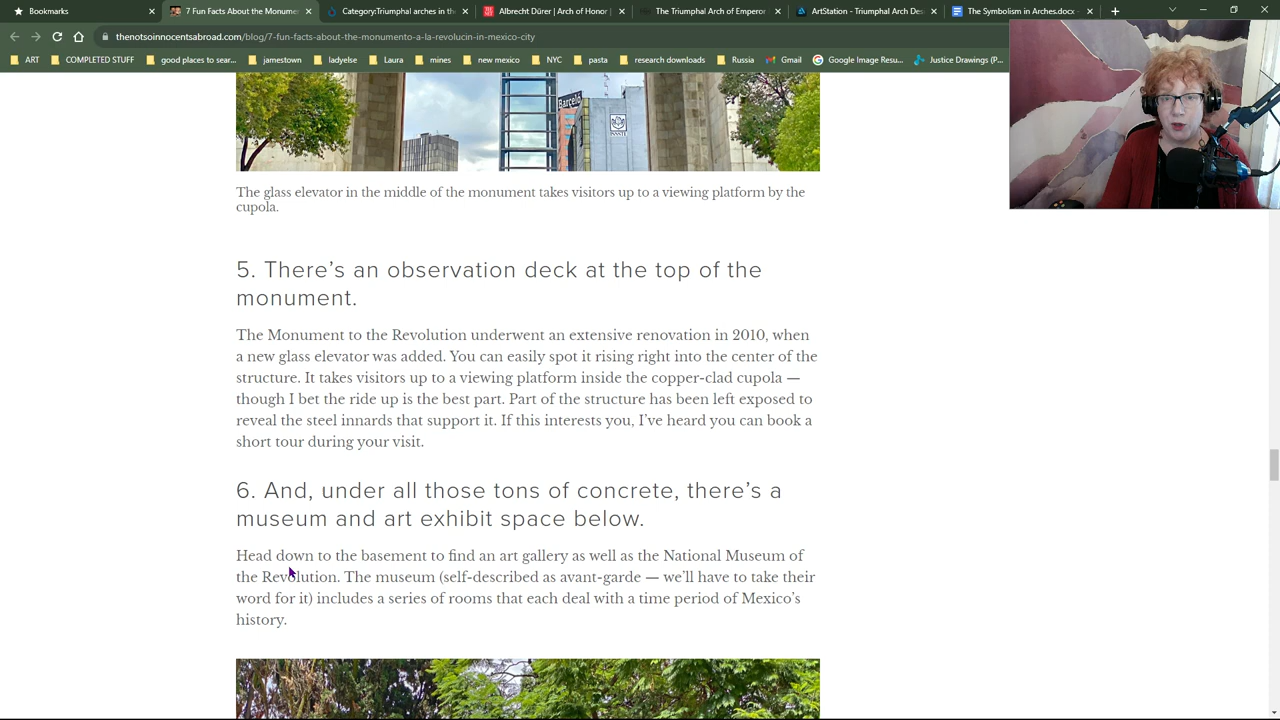 Bookmarks
7 Fun Facts About the Monume
Category:Triumphal arches in the
Albrecht Dürer | Arch of Honor |
The Triumphal Arch of Emperor
ArtStation - Triumphal Arch Des
The Symbolism in Arches.docx -
thenotsoinnocentsabroad.com/blog/7-fun-facts-about-the-monumento-a-la-revolucin-in-mexico-city
ART
COMPLETED STUFF
good places to sear...
jamestown
ladyelse
Laura
mines
new mexico
NYC
pasta
research downloads
Russia
Gmail
Google Image Resu...
Justice Drawings (P...
Barceló
The glass elevator in the middle of the monument takes visitors up to a viewing platform by the
cupola.
5. There’s an observation deck at the top of the
monument.
The Monument to the Revolution underwent an extensive renovation in 2010, when
a new glass elevator was added. You can easily spot it rising right into the center of the
structure. It takes visitors up to a viewing platform inside the copper-clad cupola —
though I bet the ride up is the best part. Part of the structure has been left exposed to
reveal the steel innards that support it. If this interests you, I’ve heard you can book a
short tour during your visit.
6. And, under all those tons of concrete, there’s a
museum and art exhibit space below.
Head down to the basement to find an art gallery as well as the National Museum of
the Revolution. The museum (self-described as avant-garde — we’ll have to take their
word for it) includes a series of rooms that each deal with a time period of Mexico’s
history.